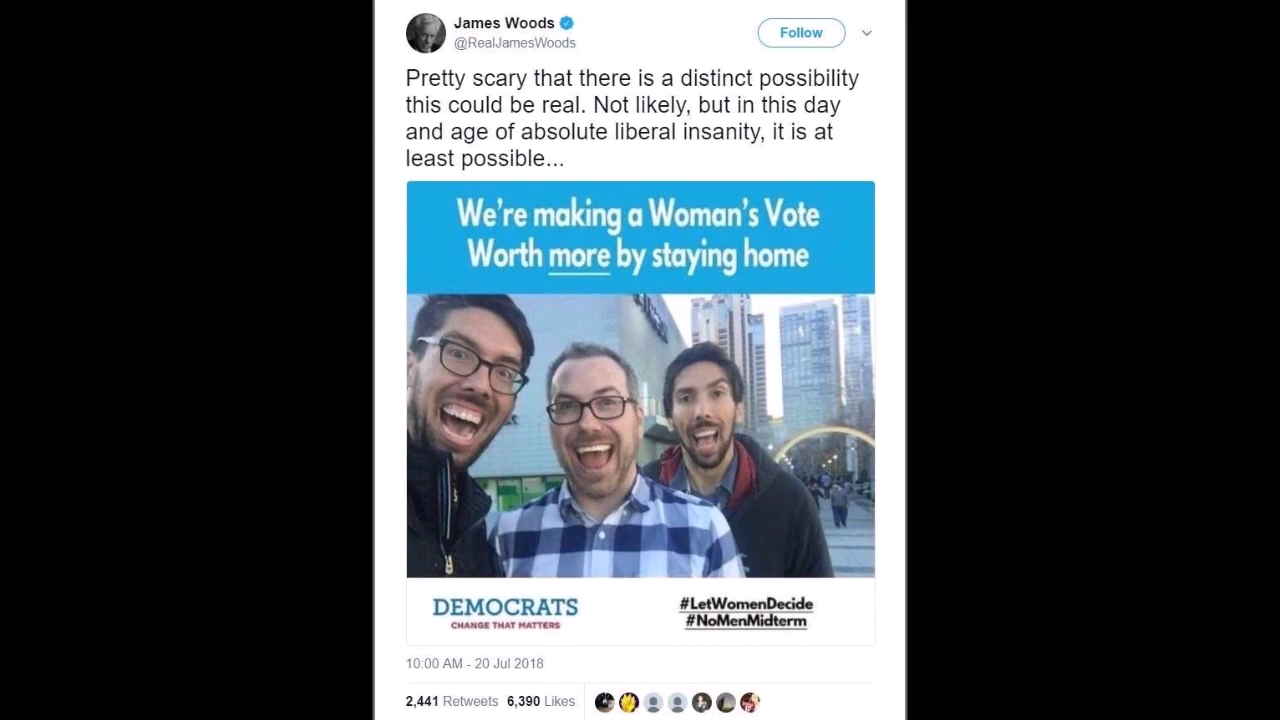 James Woods
@RealJamesWoods
Follow
Pretty scary that there is a distinct possibility
this could be real. Not likely, but in this day
and age of absolute liberal insanity, it is at
least possible...
We're making a Woman's Vote
Worth more by staying home
DEMOCRATS
CHANGE THAT MATTERS
#LetWomenDecide
#NoMenMidterm
10:00 AM - 20 Jul 2018
2,441 Retweets 6,390 Likes